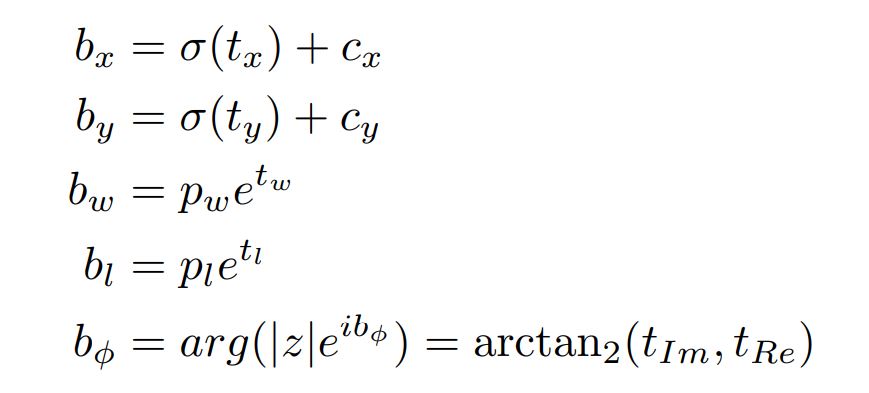 b_x = σ(t_x) + c_x
b_y = σ(t_y) + c_y
b_w = p_w e^{t_w}
b_l = p_l e^{t_l}
b_ϕ = arg(|z|e^{ib_ϕ}) = arctan_2(t_{Im}, t_{Re})